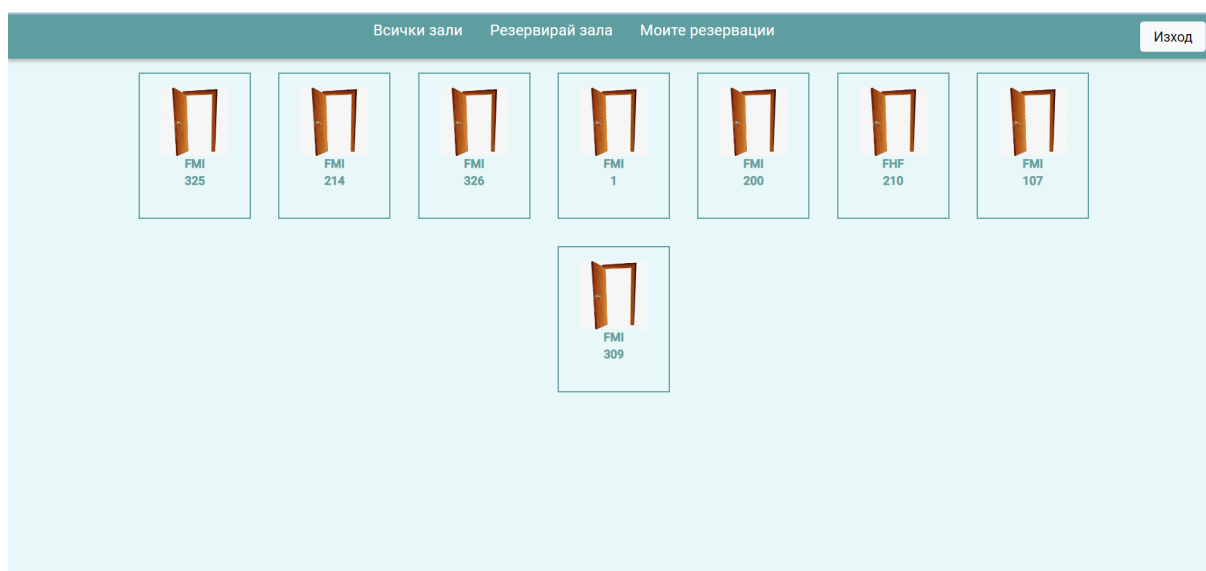 Всички зали Резервирай зала Моите резервации Изход
FMI FMI FMI FMI FMI FHF FMI
325 214 326 1 200 210 107
FMI
309